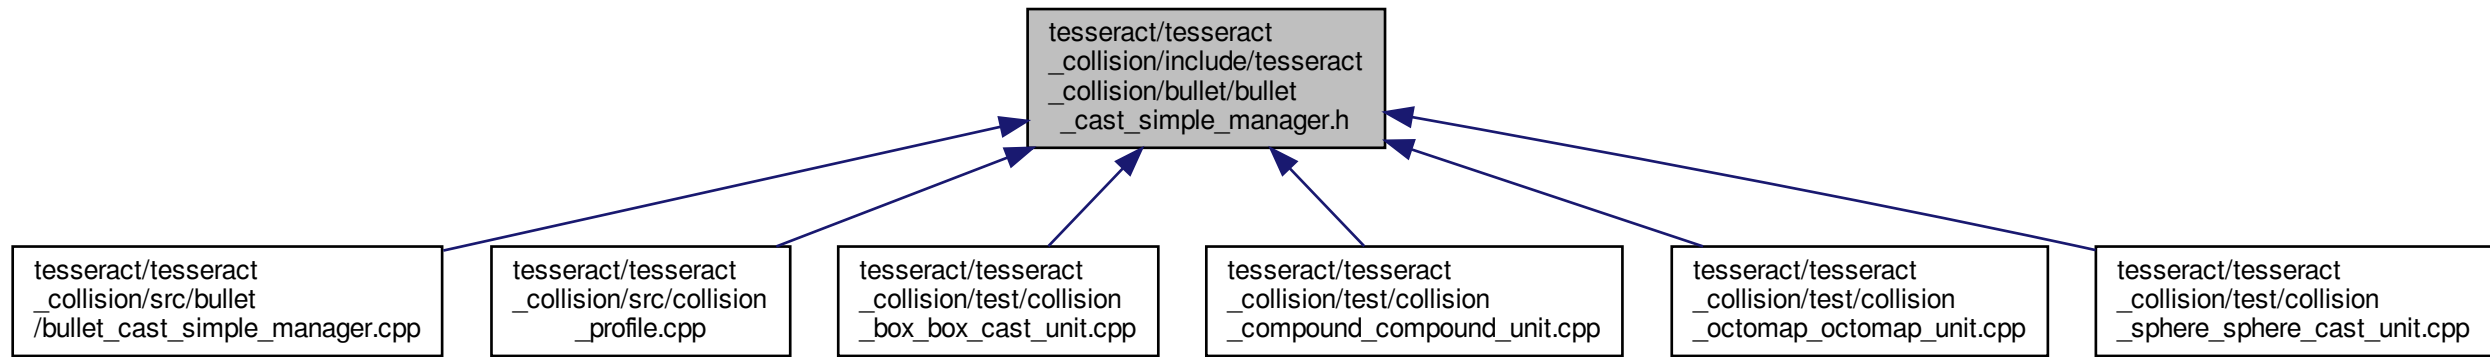 tesseract/tesseract
_collision/include/tesseract
_collision/bullet/bullet
_cast_simple_manager.h
tesseract/tesseract
_collision/src/bullet
/bullet_cast_simple_manager.cpp
tesseract/tesseract
_collision/src/collision
_profile.cpp
tesseract/tesseract
_collision/test/collision
_box_box_cast_unit.cpp
tesseract/tesseract
_collision/test/collision
_compound_compound_unit.cpp
tesseract/tesseract
_collision/test/collision
_octomap_octomap_unit.cpp
tesseract/tesseract
_collision/test/collision
_sphere_sphere_cast_unit.cpp